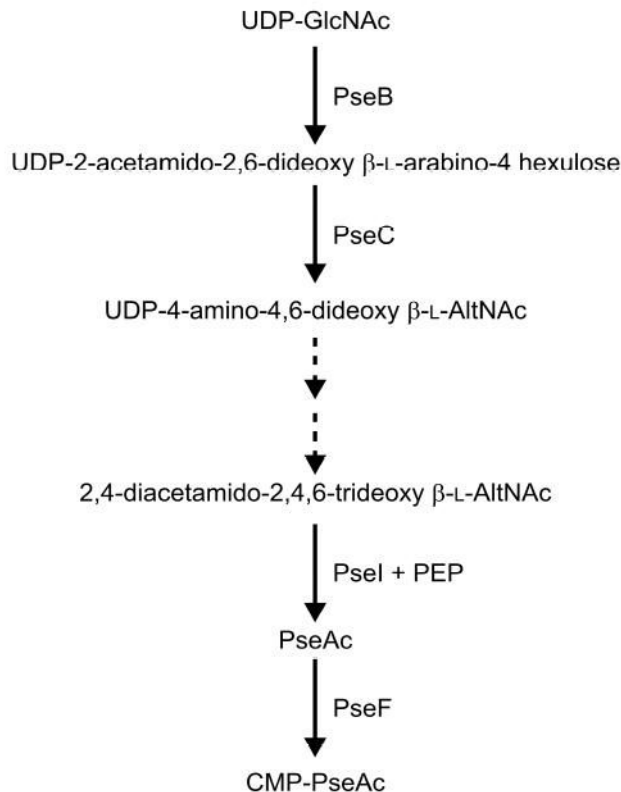 UDP-GlcNAc
PseB
UDP-2-acetamido-2,6-dideoxy β-L-arabino-4 hexulose
PseC
UDP-4-amino-4,6-dideoxy β-L-AltNAc
2,4-diacetamido-2,4,6-trideoxy β-L-AltNAc
PseI + PEP
PseAc
PseF
CMP-PseAc